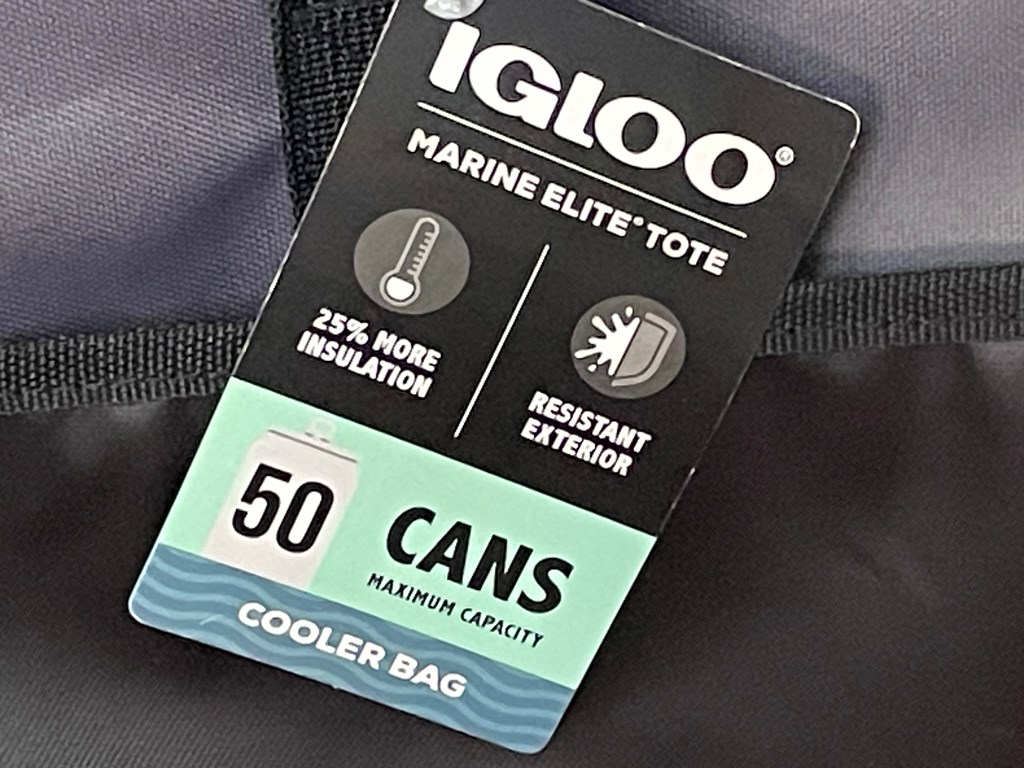 IGLOO®
MARINE ELITE® TOTE
25% MORE
INSULATION
RESISTANT
EXTERIOR
50 CANS
MAXIMUM CAPACITY
COOLER BAG